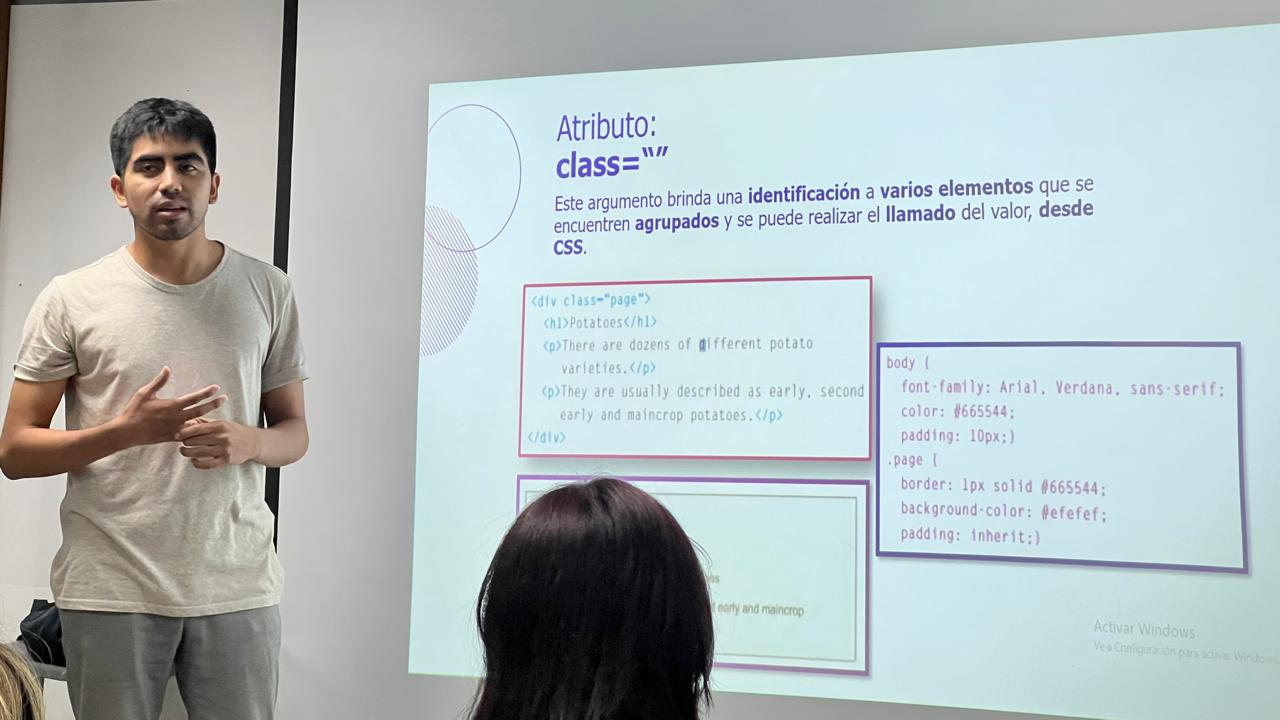 Atributo:
class=“”
Este argumento brinda una identificación a varios elementos que se
encuentren agrupados y se puede realizar el llamado del valor, desde
CSS.
<div class="page">
<h1>Potatoes</h1>
<p>There are dozens of different potato
varieties.</p>
<p>They are usually described as early, second
early and maincrop potatoes.</p>
</div>
body {
font-family: Arial, Verdana, sans-serif;
color: #665544;
padding: 10px;}
.page {
border: 1px solid #665544;
background-color: #efefef;
padding: inherit;}
early and maincrop
Activar Windows
Ve a Configuración para activar Windows